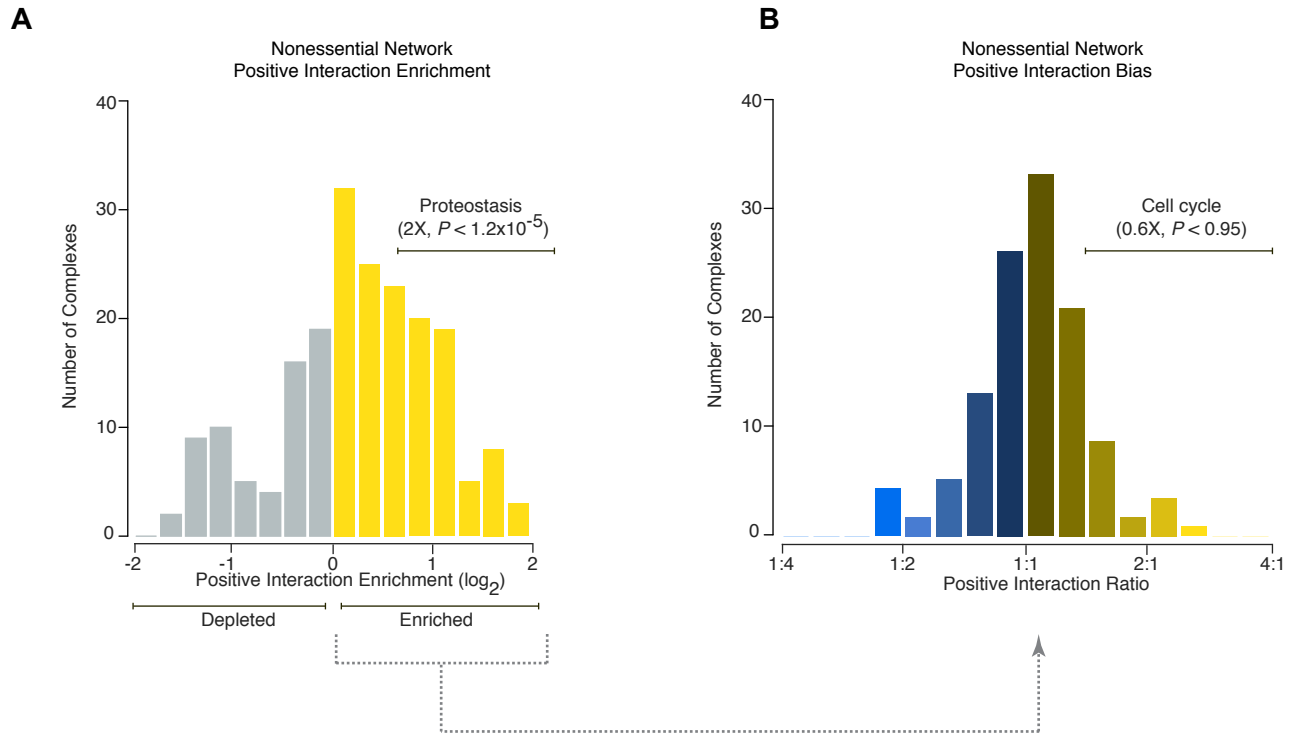 A
Nonessential Network
Positive Interaction Enrichment
40
30
20
10
0
Number of Complexes
Proteostasis
(2X, P < 1.2x10-5)
-2 -1 0 1 2
Positive Interaction Enrichment (log2)
Depleted Enriched
B
Nonessential Network
Positive Interaction Bias
40
30
20
10
0
Number of Complexes
Cell cycle
(0.6X, P < 0.95)
1:4 1:2 1:1 2:1 4:1
Positive Interaction Ratio